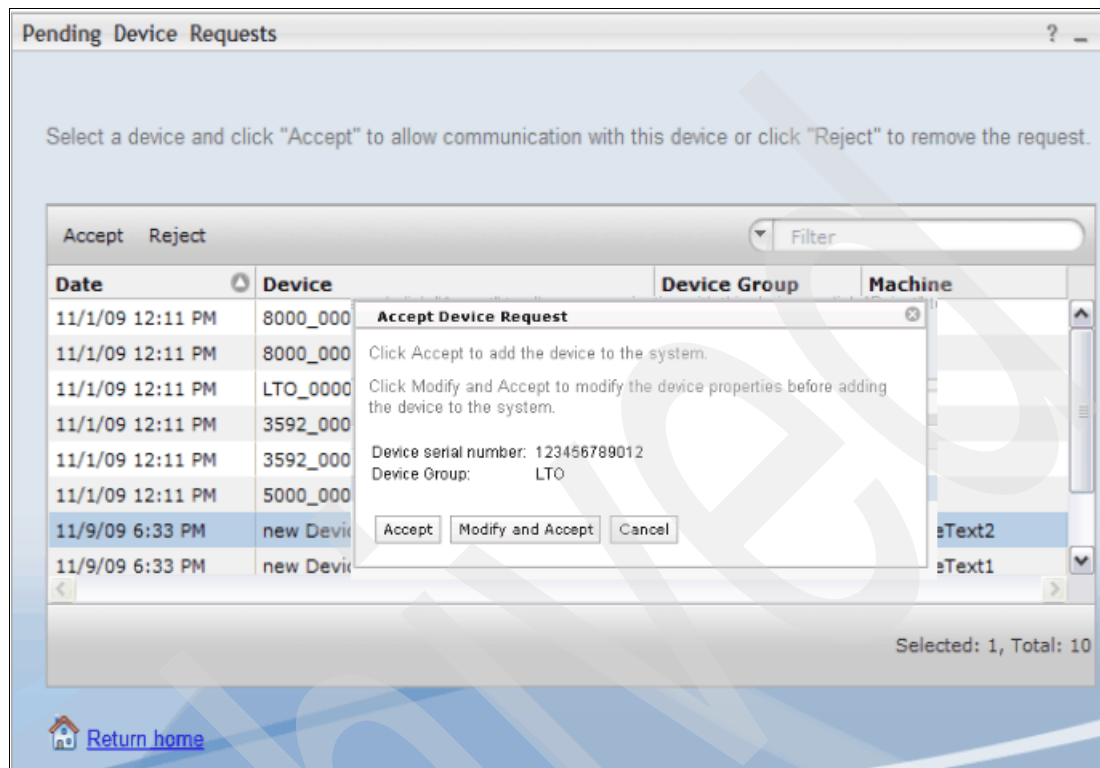 Pending Device Requests ? _
Select a device and click "Accept" to allow communication with this device or click "Reject" to remove the request.
Accept Reject Filter
Date Device Device Group Machine
11/1/09 12:11 PM 8000_000
11/1/09 12:11 PM 8000_000
11/1/09 12:11 PM LTO_0000
11/1/09 12:11 PM 3592_000
11/1/09 12:11 PM 3592_000
11/1/09 12:11 PM 5000_000
11/9/09 6:33 PM new Devic eText2
11/9/09 6:33 PM new Devic eText1
Accept Device Request
Click Accept to add the device to the system.
Click Modify and Accept to modify the device properties before adding
the device to the system.
Device serial number: 123456789012
Device Group: LTO
Accept Modify and Accept Cancel
Selected: 1, Total: 10
Return home